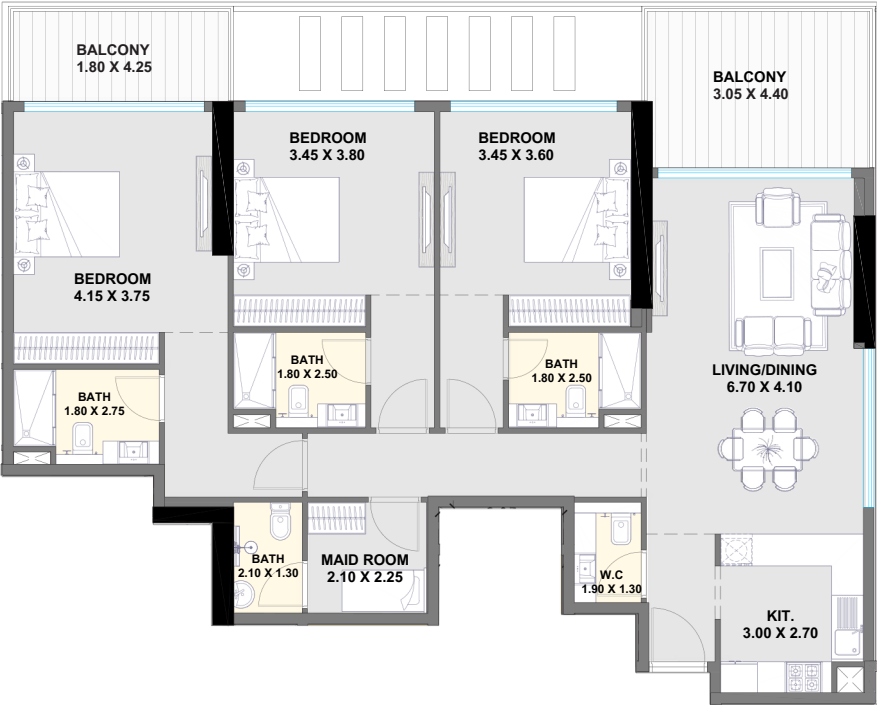 BALCONY
1.80 X 4.25
BALCONY
3.05 X 4.40
BEDROOM
3.45 X 3.80
BEDROOM
3.45 X 3.60
BEDROOM
4.15 X 3.75
BATH
1.80 X 2.50
BATH
1.80 X 2.50
LIVING/DINING
6.70 X 4.10
BATH
1.80 X 2.75
BATH
2.10 X 1.30
MAID ROOM
2.10 X 2.25
W.C
1.90 X 1.30
KIT.
3.00 X 2.70